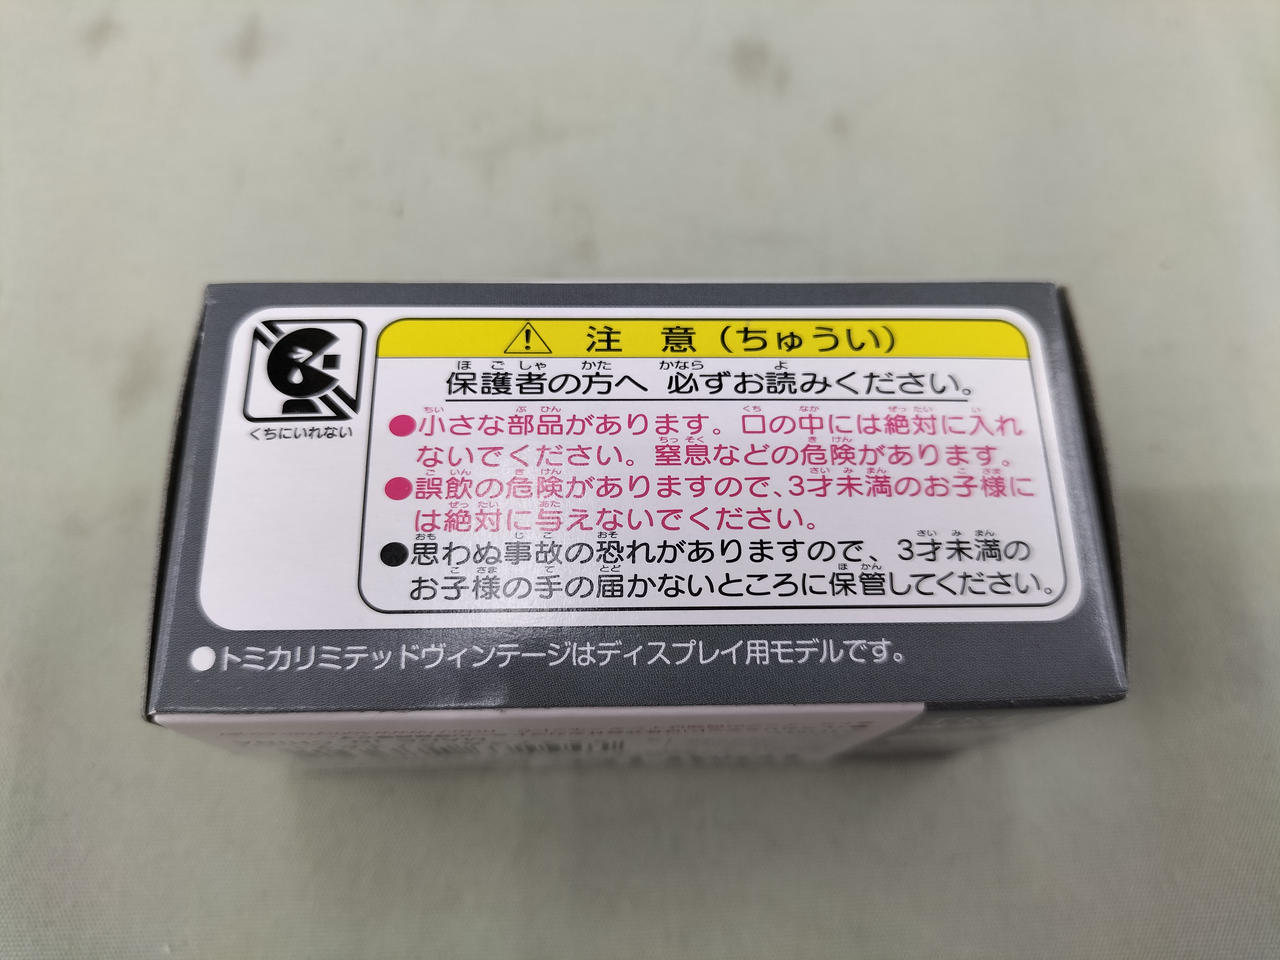 くちにいれない
⚠ 注 意（ちゅうい）
保護者の方へ 必ずお読みください。
●小さな部品があります。口の中には絶対に入れ
ないでください。窒息などの危険があります。
●誤飲の危険がありますので、3才未満のお子様に
は絶対に与えないでください。
●思わぬ事故の恐れがありますので、3才未満の
お子様の手の届かないところに保管してください。
●トミカリミテッドヴィンテージはディスプレイ用モデルです。